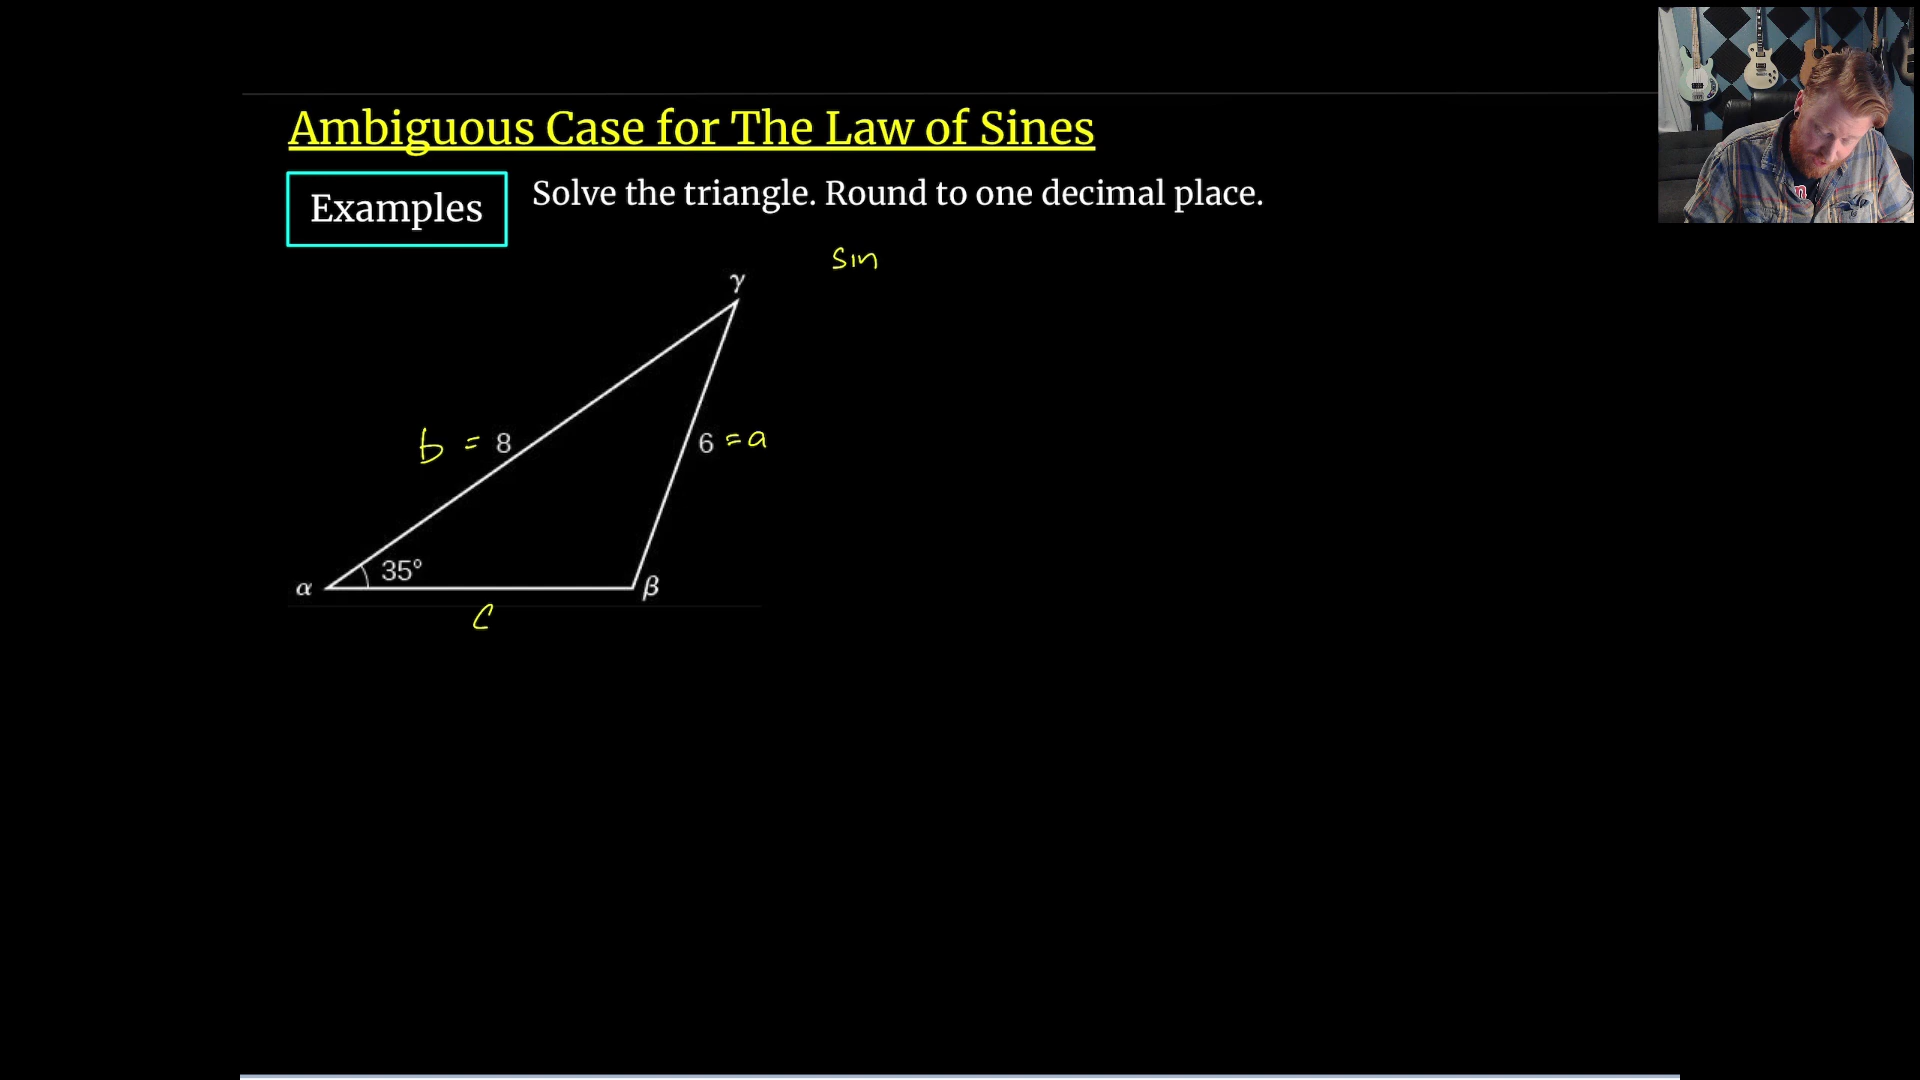 Ambiguous Case for The Law of Sines
Examples
Solve the triangle. Round to one decimal place.
sin
γ
b = 8
6 = a
35°
α
β
c